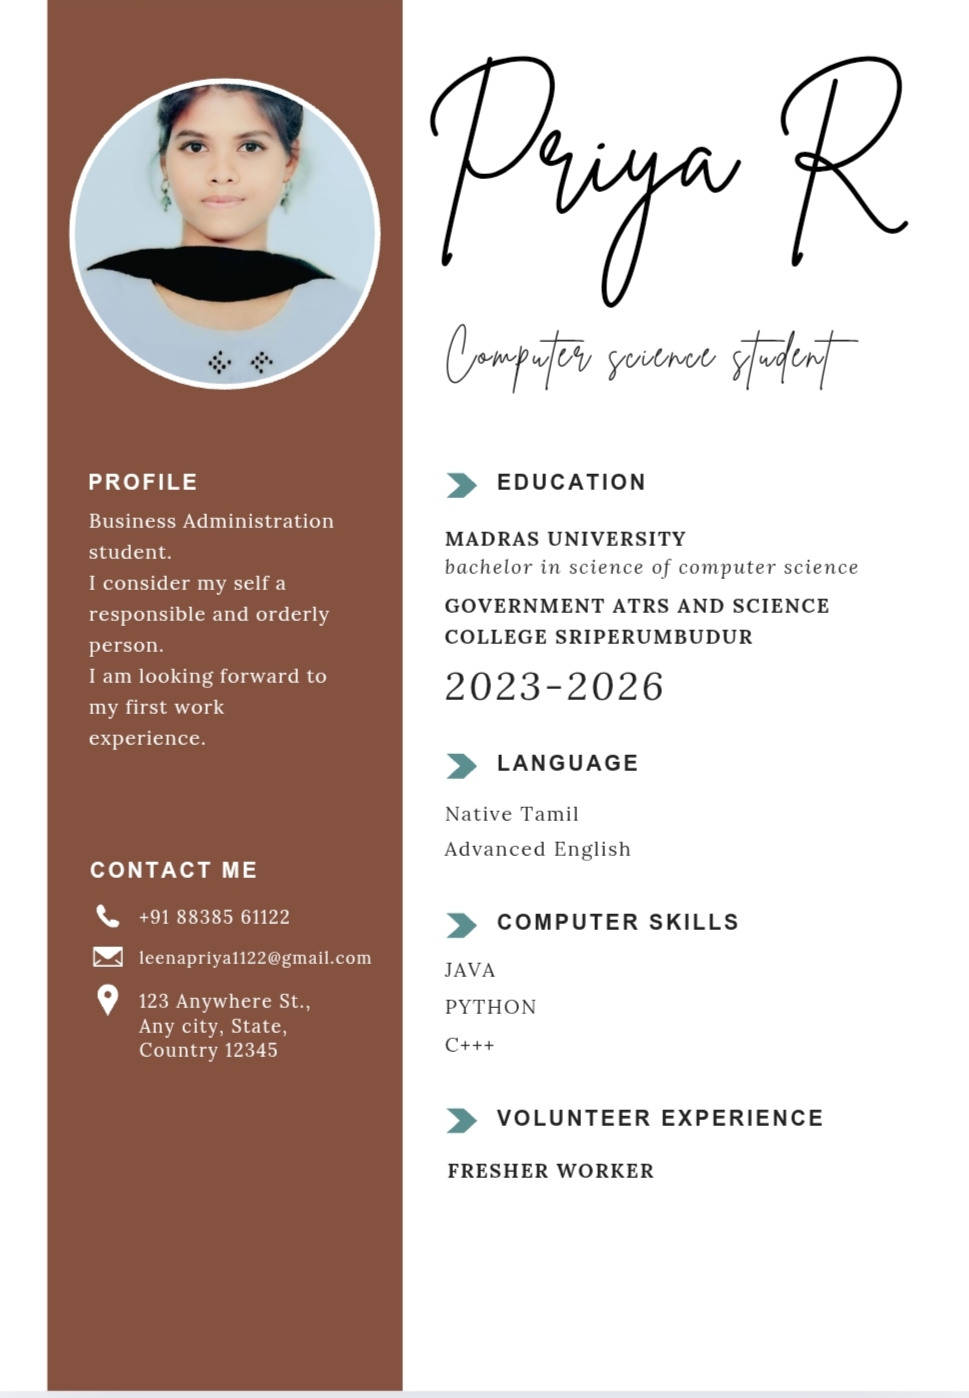 Priya R
Computer science student
PROFILE
Business Administration
student.
I consider my self a
responsible and orderly
person.
I am looking forward to
my first work
experience.
CONTACT ME
+91 88385 61122
leenapriya1122@gmail.com
123 Anywhere St.,
Any city, State,
Country 12345
EDUCATION
MADRAS UNIVERSITY
bachelor in science of computer science
GOVERNMENT ATRS AND SCIENCE
COLLEGE SRIPERUMBUDUR
2023-2026
LANGUAGE
Native Tamil
Advanced English
COMPUTER SKILLS
JAVA
PYTHON
C+++
VOLUNTEER EXPERIENCE
FRESHER WORKER